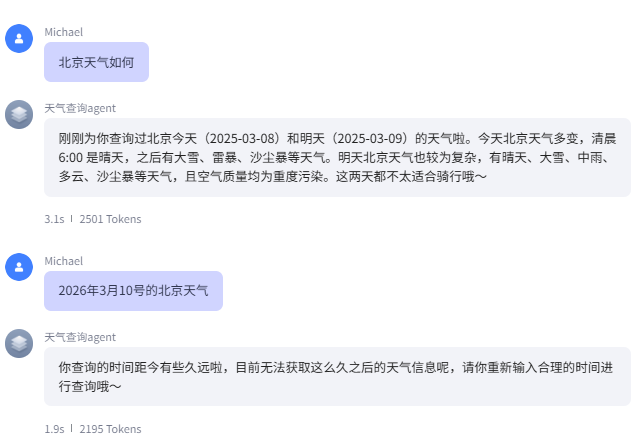 Michael
北京天气如何
天气查询agent
刚刚为你查询过北京今天（2025-03-08）和明天（2025-03-09）的天气啦。今天北京天气多变，清晨
6:00 是晴天，之后有大雪、雷暴、沙尘暴等天气。明天北京天气也较为复杂，有晴天、大雪、中雨、
多云、沙尘暴等天气，且空气质量均为重度污染。这两天都不太适合骑行哦～
3.1s | 2501 Tokens
Michael
2026年3月10号的北京天气
天气查询agent
你查询的时间距今有些久远啦，目前无法获取这么久之后的天气信息呢，请你重新输入合理的时间进
行查询哦～
1.9s | 2195 Tokens